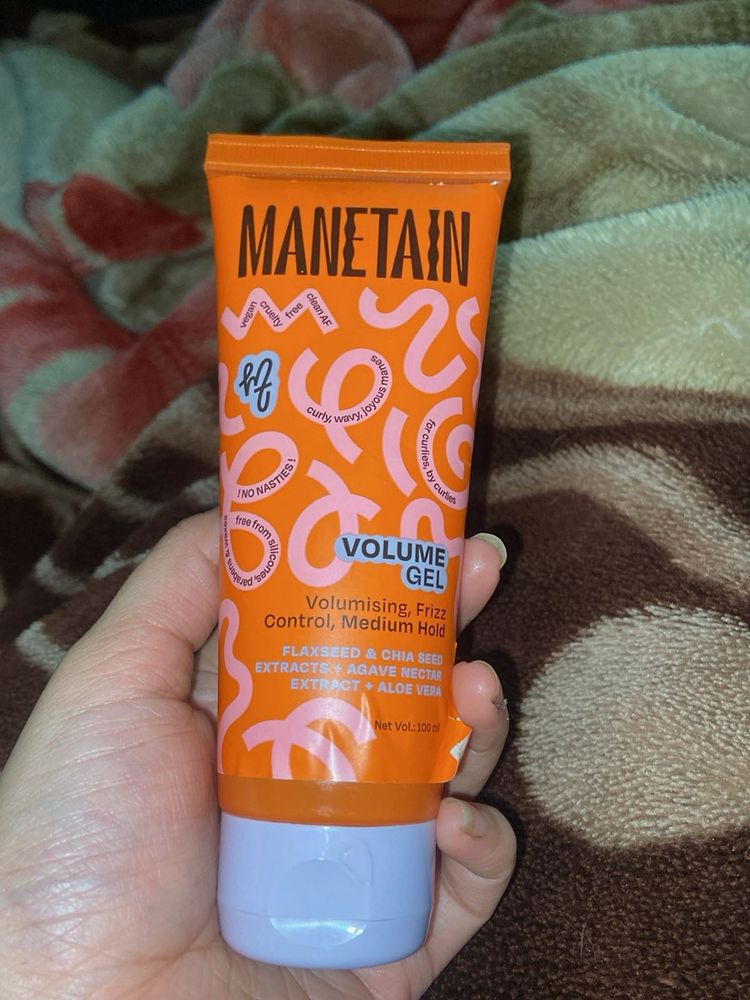 MANETAIN
vegan
cruelty
free
clean AF
curly, wavy, joyous manes
for curlies, by curlies
! NO NASTIES !
free from silicones, parabens & waxes
VOLUME
GEL
Volumising, Frizz
Control, Medium Hold
FLAXSEED & CHIA SEED
EXTRACTS + AGAVE NECTAR
EXTRACT + ALOE VERA
Net Vol.: 100 ml